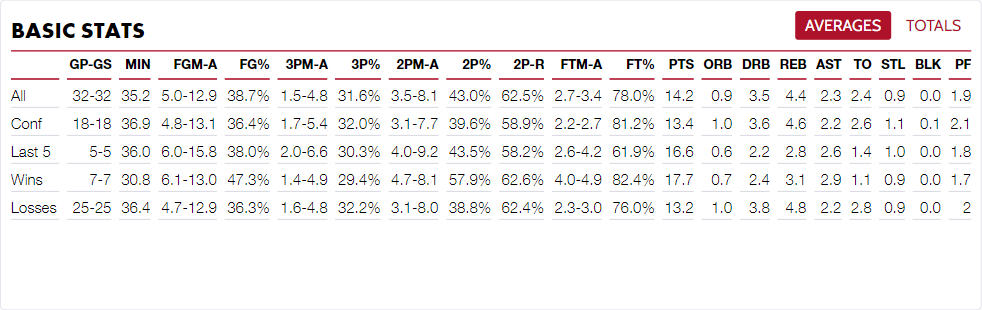 BASIC STATS AVERAGES TOTALS
GP-GS MIN FGM-A FG% 3PM-A 3P% 2PM-A 2P% 2P-R FTM-A FT% PTS ORB DRB REB AST TO STL BLK PF
All 32-32 35.2 5.0-12.9 38.7% 1.5-4.8 31.6% 3.5-8.1 43.0% 62.5% 2.7-3.4 78.0% 14.2 0.9 3.5 4.4 2.3 2.4 0.9 0.0 1.9
Conf 18-18 36.9 4.8-13.1 36.4% 1.7-5.4 32.0% 3.1-7.7 39.6% 58.9% 2.2-2.7 81.2% 13.4 1.0 3.6 4.6 2.2 2.6 1.1 0.1 2.1
Last 5 5-5 36.0 6.0-15.8 38.0% 2.0-6.6 30.3% 4.0-9.2 43.5% 58.2% 2.6-4.2 61.9% 16.6 0.6 2.2 2.8 2.6 1.4 1.0 0.0 1.8
Wins 7-7 30.8 6.1-13.0 47.3% 1.4-4.9 29.4% 4.7-8.1 57.9% 62.6% 4.0-4.9 82.4% 17.7 0.7 2.4 3.1 2.9 1.1 0.9 0.0 1.7
Losses 25-25 36.4 4.7-12.9 36.3% 1.6-4.8 32.2% 3.1-8.0 38.8% 62.4% 2.3-3.0 76.0% 13.2 1.0 3.8 4.8 2.2 2.8 0.9 0.0 2